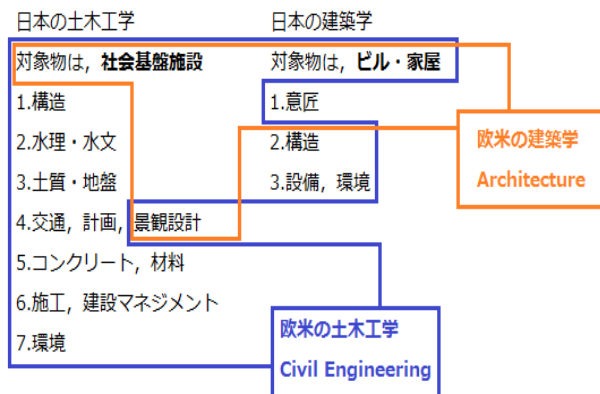 日本の土木工学
対象物は，社会基盤施設
1.構造
2.水理・水文
3.土質・地盤
4.交通，計画，景観設計
5.コンクリート，材料
6.施工，建設マネジメント
7.環境
日本の建築学
対象物は，ビル・家屋
1.意匠
2.構造
3.設備，環境
欧米の建築学
Architecture
欧米の土木工学
Civil Engineering